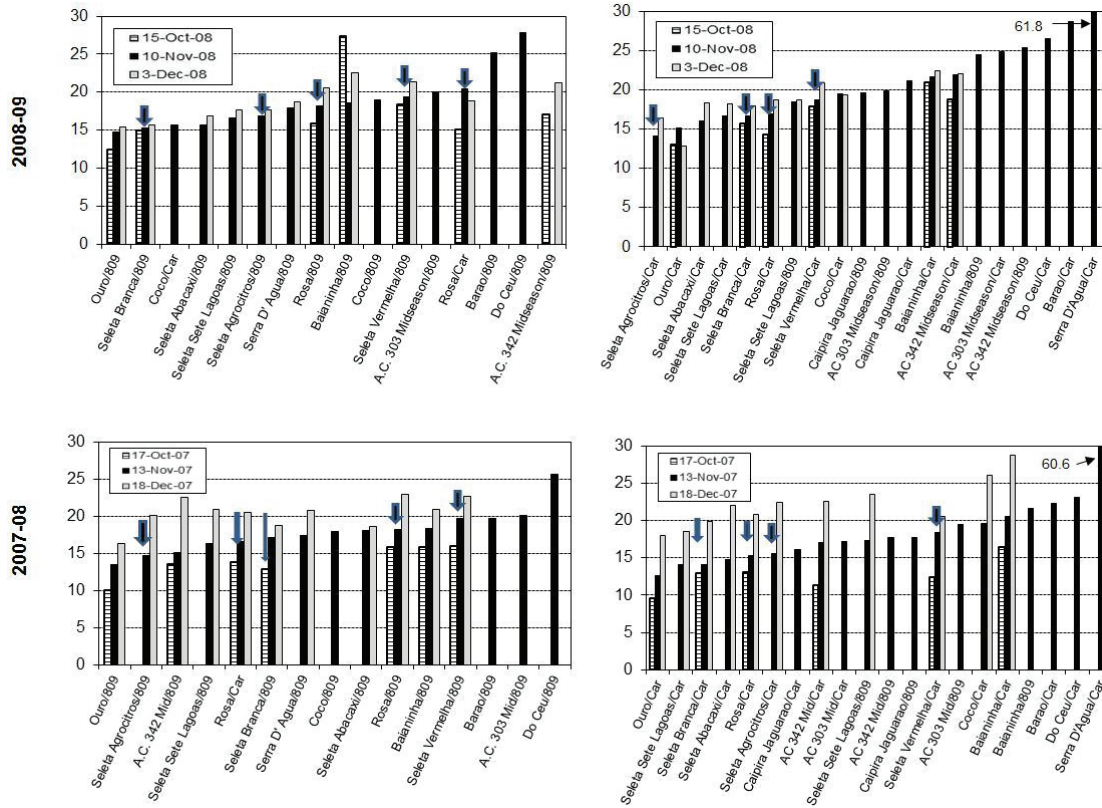 2008-09
30
25
20
15
10
5
0
15-Oct-08
10-Nov-08
3-Dec-08
Ouro/809
Seleta Branca/809
Coco/Car
Seleta Abacaxi/809
Seleta Sete Lagoas/809
Seleta Agrocitros/809
Serra D' Agua/809
Rosa/809
Baianinha/809
Coco/809
Seleta Vermelha/809
A.C. 303 Midseason/809
Rosa/Car
Barao/809
Do Ceu/809
A.C. 342 Midseason/809
30
25
20
15
10
5
0
15-Oct-08
10-Nov-08
3-Dec-08
61.8
Seleta Agrocitros/Car
Ouro/Car
Seleta Abacaxi/Car
Seleta Sete Lagoas/Car
Seleta Branca/Car
Rosa/Car
Seleta Sete Lagoas/809
Seleta Vermelha/Car
Coco/Car
Caipira Jaguarao/809
AC 303 Midseason/809
Caipira Jaguarao/Car
Baianinha/Car
AC 342 Midseason/Car
Baianinha/809
AC 303 Midseason/Car
AC 342 Midseason/809
Do Ceu/Car
Barao/Car
Serra D'Agua/Car
2007-08
30
25
20
15
10
5
0
17-Oct-07
13-Nov-07
18-Dec-07
Ouro/809
Seleta Agrocitros/809
A.C. 342 Mid/809
Seleta Sete Lagoas/809
Rosa/Car
Seleta Branca/809
Serra D' Agua/809
Coco/809
Seleta Abacaxi/809
Rosa/809
Baianinha/809
Seleta Vermelha/809
Barao/809
A.C. 303 Mid/809
Do Ceu/809
30
25
20
15
10
5
0
17-Oct-07
13-Nov-07
18-Dec-07
60.6
Ouro/Car
Seleta Sete Lagoas/Car
Seleta Branca/Car
Seleta Abacaxi/Car
Rosa/Car
Seleta Agrocitros/Car
Caipira Jaguarao/Car
AC 342 Mid/Car
AC 303 Mid/Car
Seleta Sete Lagoas/809
AC 342 Mid/809
Caipira Jaguarao/809
Seleta Vermelha/Car
AC 303 Mid/809
Coco/Car
Baianinha/Car
Baianinha/809
Barao/Car
Do Ceu/Car
Serra D'Agua/Car